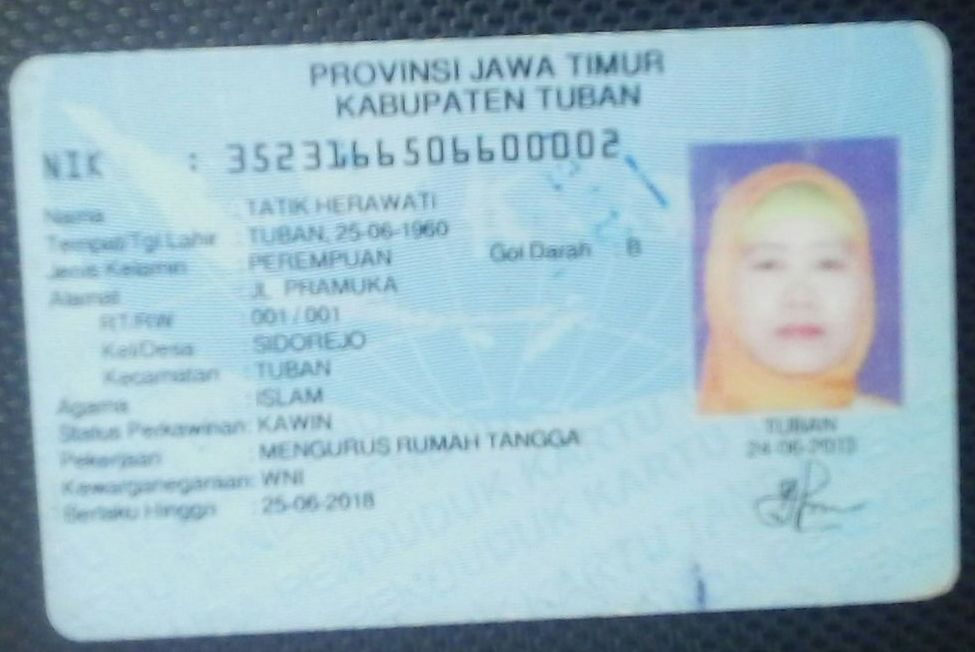 PROVINSI JAWA TIMUR
KABUPATEN TUBAN
NIK : 3523166506600002
Nama : TATIK HERAWATI
Tempat/Tgl Lahir : TUBAN, 25-06-1960
Jenis Kelamin : PEREMPUAN Gol Darah B
Alamat : JL PRAMUKA
RT/RW : 001 / 001
Kel/Desa : SIDOREJO
Kecamatan : TUBAN
Agama : ISLAM
Status Perkawinan: KAWIN
Pekerjaan : MENGURUS RUMAH TANGGA
Kewarganegaraan: WNI
Berlaku Hingga : 25-06-2018
TUBAN
24-06-2013